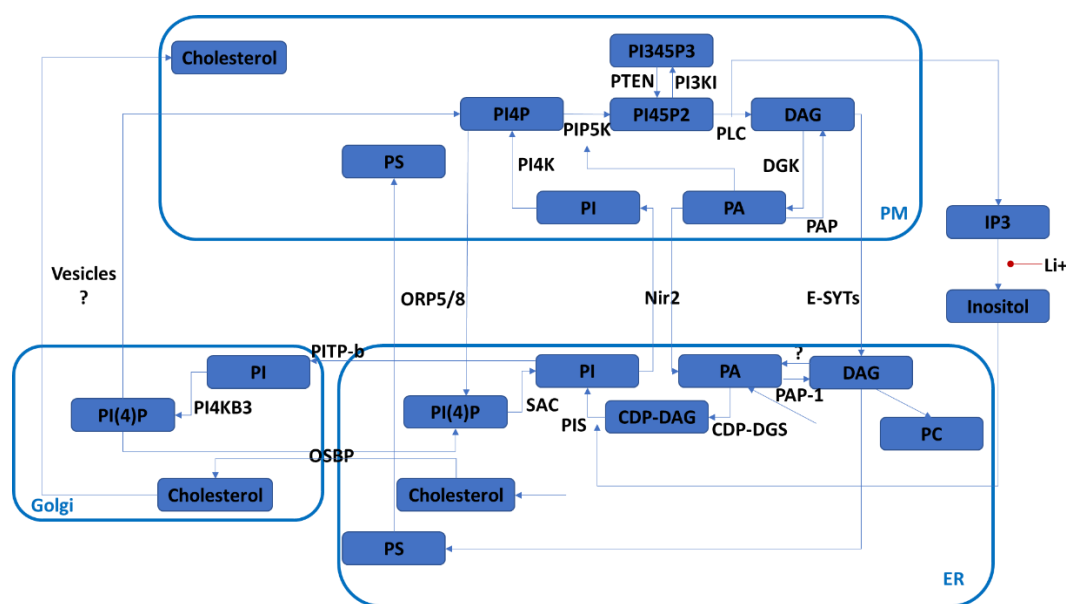 Cholesterol
PI345P3
PTEN
PI3KI
PI4P
PIP5K
PI45P2
PLC
DAG
PS
PI4K
DGK
PI
PA
PAP
PM
IP3
Li+
Inositol
Vesicles
?
ORP5/8
Nir2
E-SYTs
PITP-b
PI
PI
PA
?
DAG
PI4KB3
PI(4)P
PI(4)P
SAC
PIS
CDP-DAG
CDP-DGS
PAP-1
PC
OSBP
Golgi
Cholesterol
Cholesterol
PS
ER